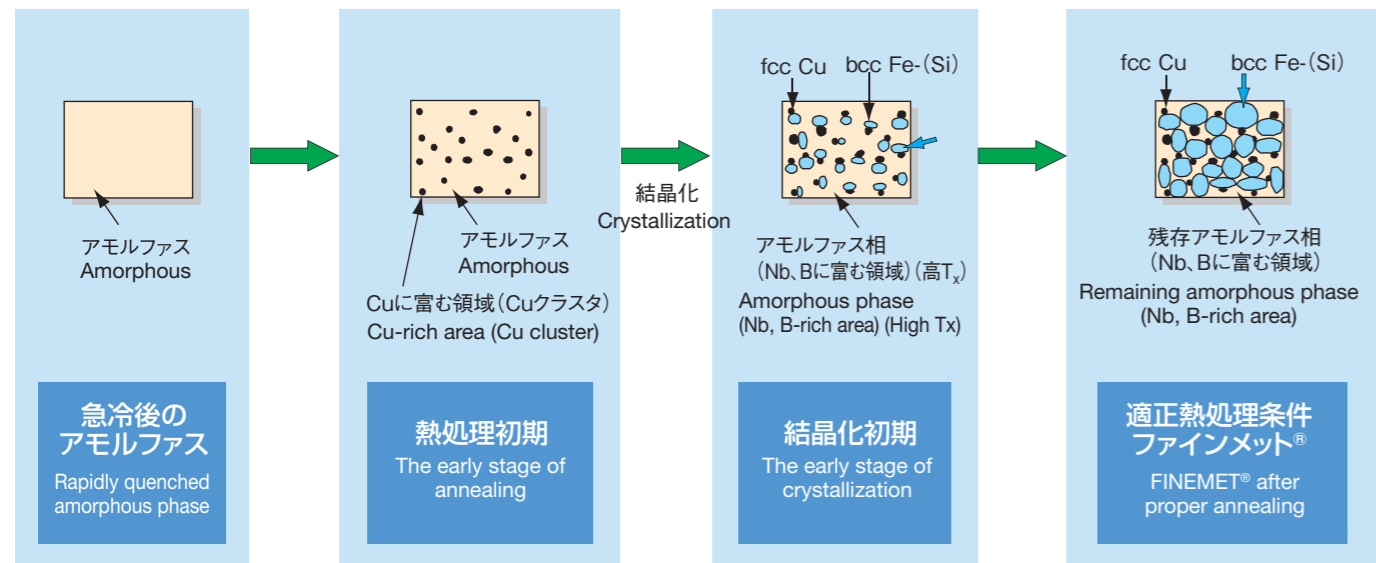 アモルファス
Amorphous
急冷後の
アモルファス
Rapidly quenched
amorphous phase
アモルファス
Amorphous
Cuに富む領域（Cuクラスタ）
Cu-rich area (Cu cluster)
熱処理初期
The early stage of
annealing
結晶化
Crystallization
fcc Cu
bcc Fe-（Si）
アモルファス相
（Nb、Bに富む領域）（高Tx）
Amorphous phase
(Nb, B-rich area) (High Tx)
結晶化初期
The early stage of
crystallization
fcc Cu
bcc Fe-（Si）
残存アモルファス相
（Nb、Bに富む領域）
Remaining amorphous phase
(Nb, B-rich area)
適正熱処理条件
ファインメット®
FINEMET® after
proper annealing